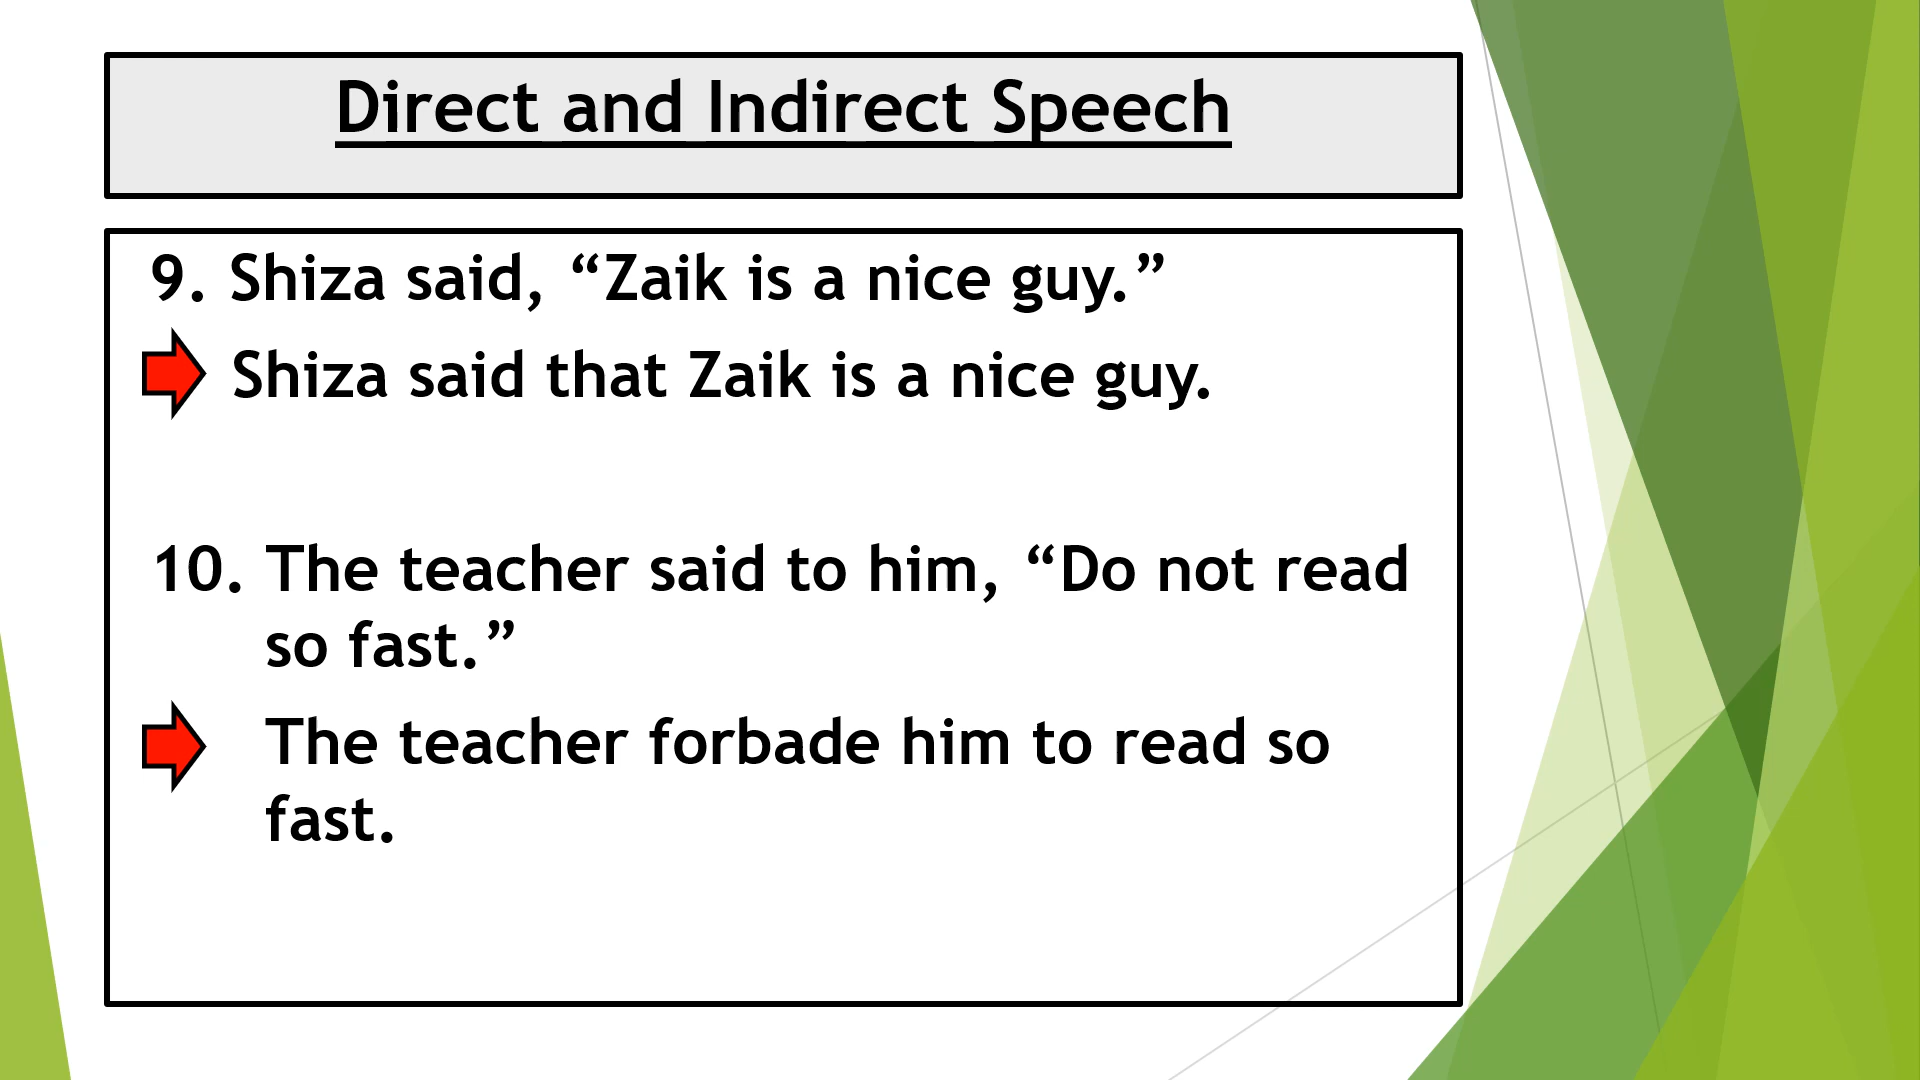 Direct and Indirect Speech
9. Shiza said, “Zaik is a nice guy.”
Shiza said that Zaik is a nice guy.
10. The teacher said to him, “Do not read
so fast.”
The teacher forbade him to read so
fast.